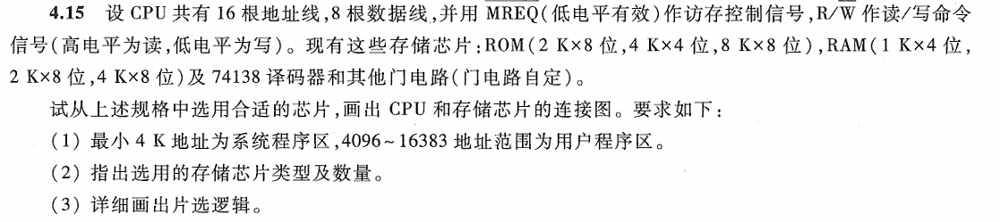 4.15 设 CPU 共有 16 根地址线,8 根数据线,并用 M̅R̅E̅Q̅(低电平有效)作访存控制信号,R/W̅ 作读/写命令
信号(高电平为读,低电平为写)。现有这些存储芯片:ROM(2 K×8 位,4 K×4 位,8 K×8 位),RAM(1 K×4 位,
2 K×8 位,4 K×8 位)及 74138 译码器和其他门电路(门电路自定)。
试从上述规格中选用合适的芯片,画出 CPU 和存储芯片的连接图。要求如下:
(1) 最小 4 K 地址为系统程序区,4096~16383 地址范围为用户程序区。
(2) 指出选用的存储芯片类型及数量。
(3) 详细画出片选逻辑。